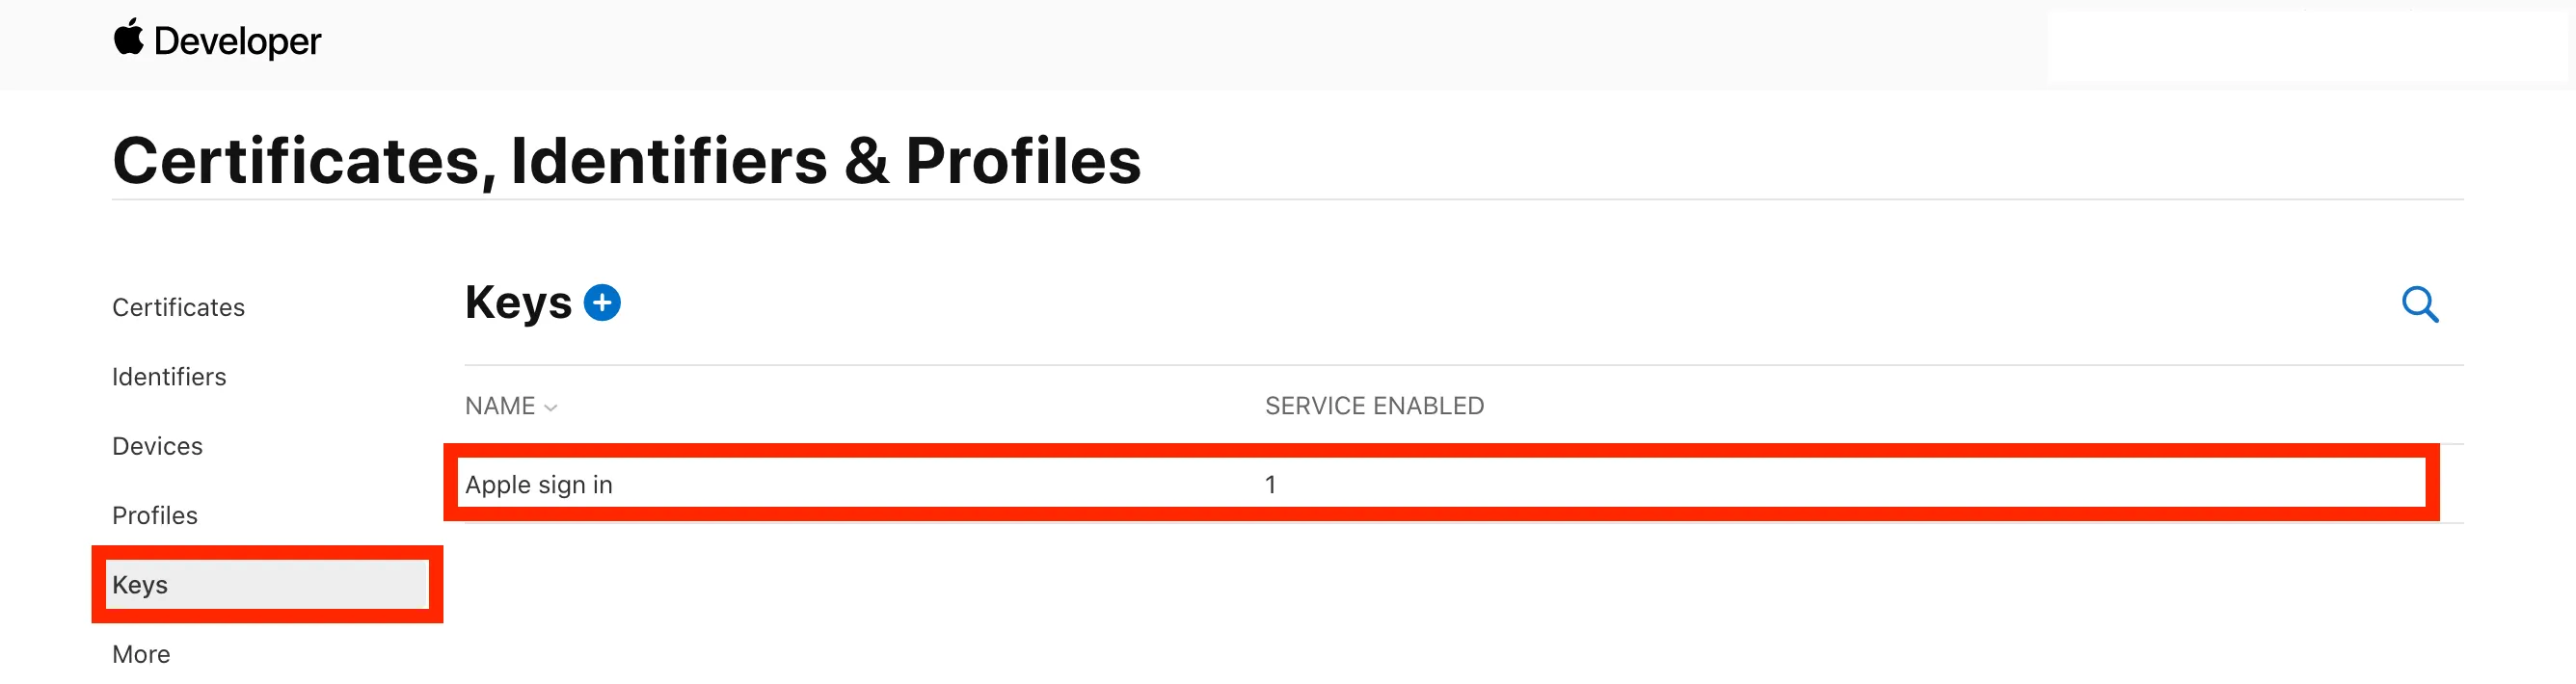 Developer
Certificates, Identifiers & Profiles
Certificates
Identifiers
Devices
Profiles
Keys
More
Keys
NAME
SERVICE ENABLED
Apple sign in
1